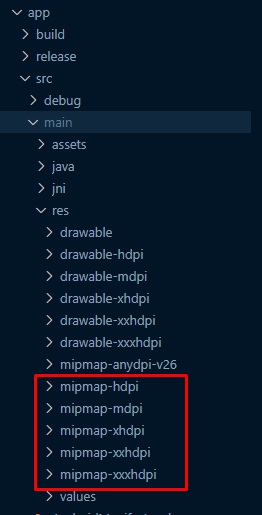 app
build
release
src
debug
main
assets
java
jni
res
drawable
drawable-hdpi
drawable-mdpi
drawable-xhdpi
drawable-xxhdpi
drawable-xxxhdpi
mipmap-anydpi-v26
mipmap-hdpi
mipmap-mdpi
mipmap-xhdpi
mipmap-xxhdpi
mipmap-xxxhdpi
values